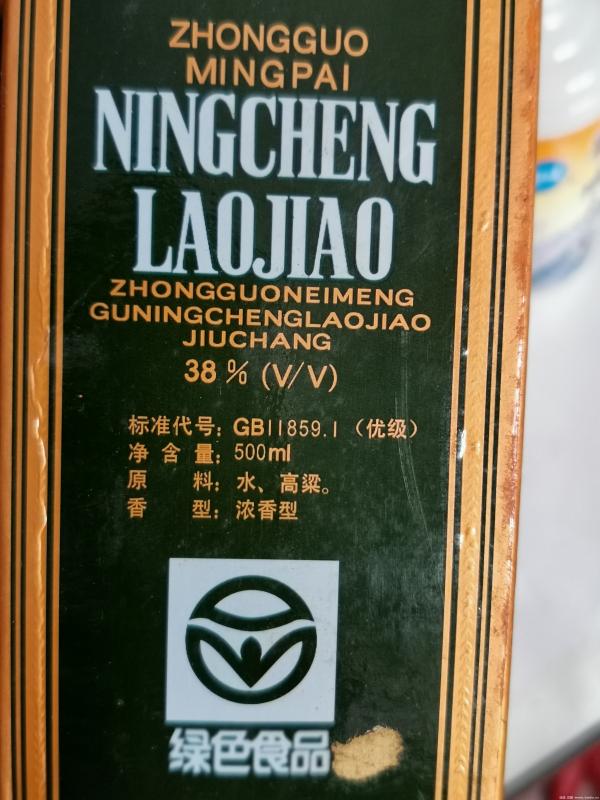 ZHONGGUO
MINGPAI
NINGCHENG
LAOJIAO
ZHONGGUONEIMENG
GUNINGCHENGLAOJIAO
JIUCHANG
38% (V/V)
标准代号：GB11859.1（优级）
净含量：500ml
原 料：水、高粱。
香 型：浓香型
绿色食品